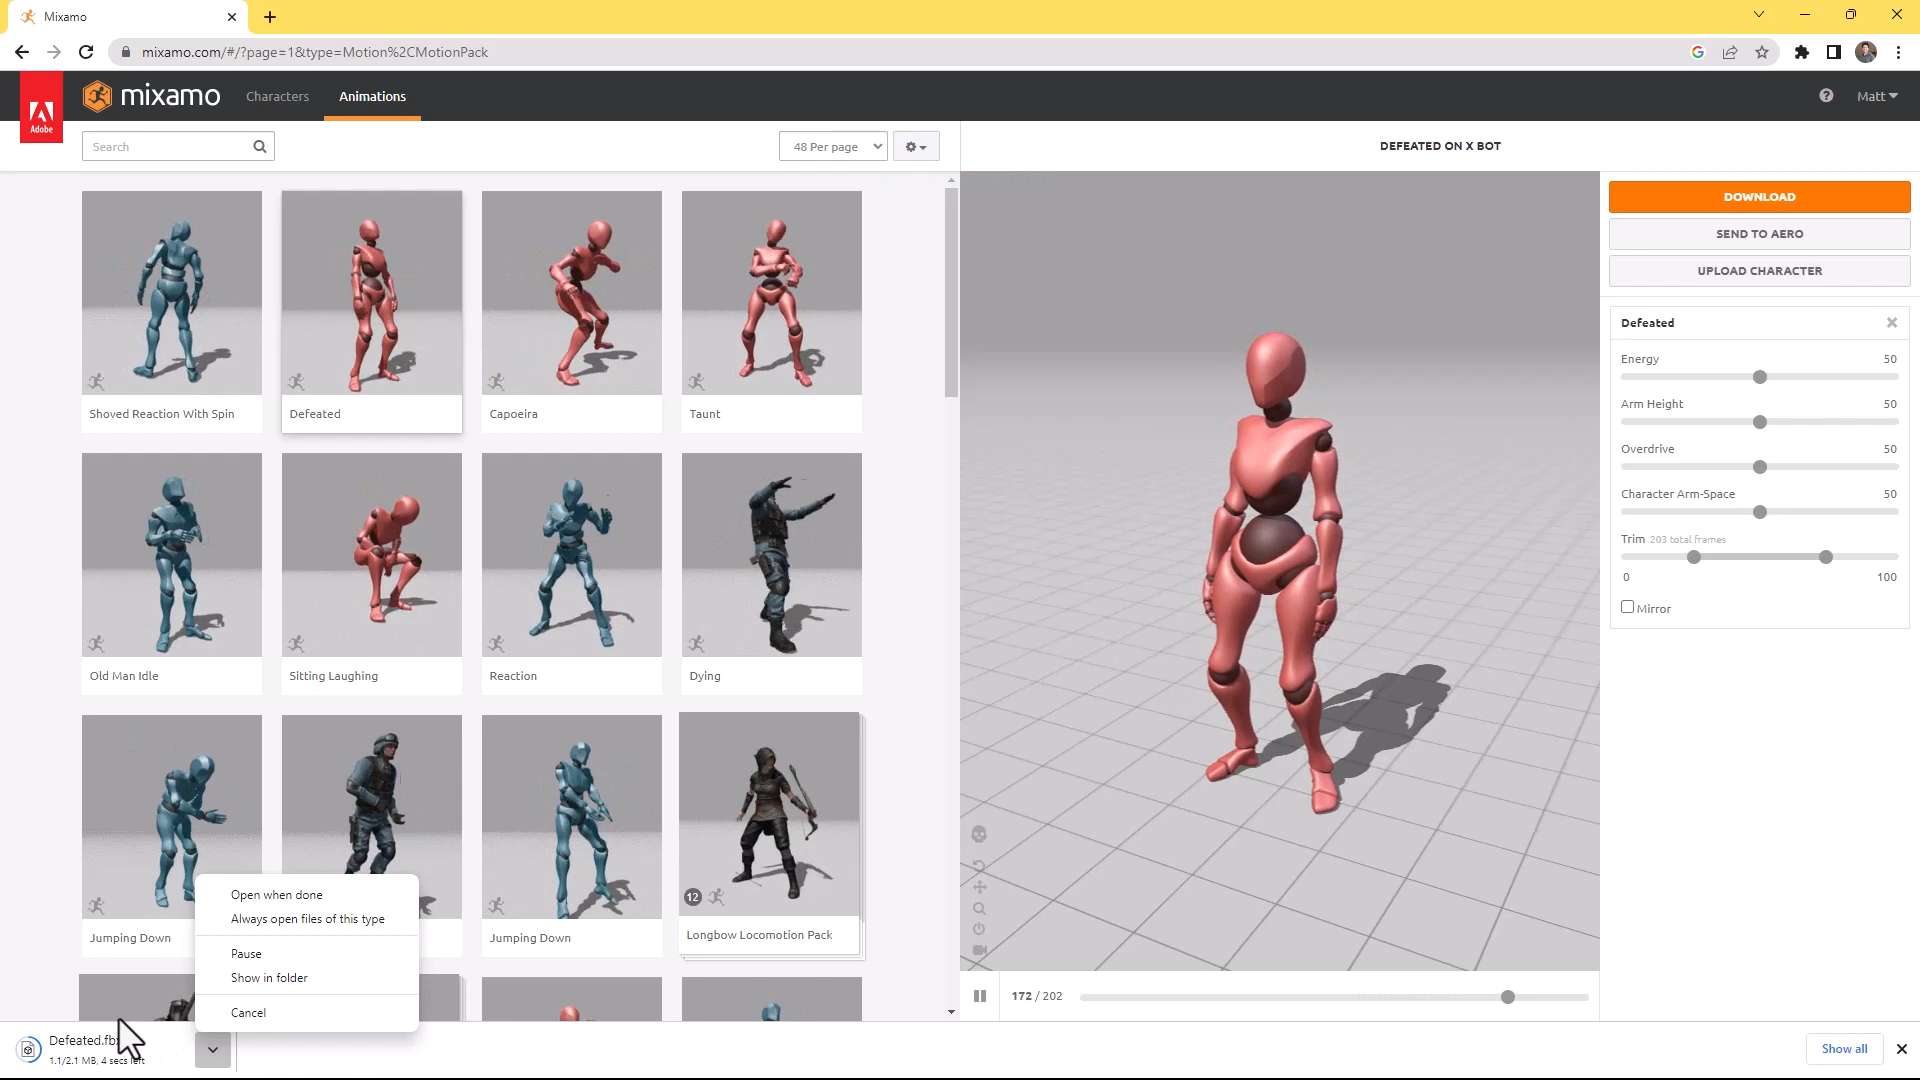 Mixamo
mixamo.com/#/?page=1&type=Motion%2CMotionPack
Adobe
mixamo
Characters
Animations
Matt
Search
48 Per page
DEFEATED ON X BOT
Shoved Reaction With Spin
Defeated
Capoeira
Taunt
Old Man Idle
Sitting Laughing
Reaction
Dying
12
Jumping Down
Jumping Down
Longbow Locomotion Pack
DOWNLOAD
SEND TO AERO
UPLOAD CHARACTER
Defeated
Energy 50
Arm Height 50
Overdrive 50
Character Arm-Space 50
Trim 203 total frames
0 100
Mirror
172 / 202
Open when done
Always open files of this type
Pause
Show in folder
Cancel
Defeated.fb
1.1/2.1 MB, 4 secs left
Show all